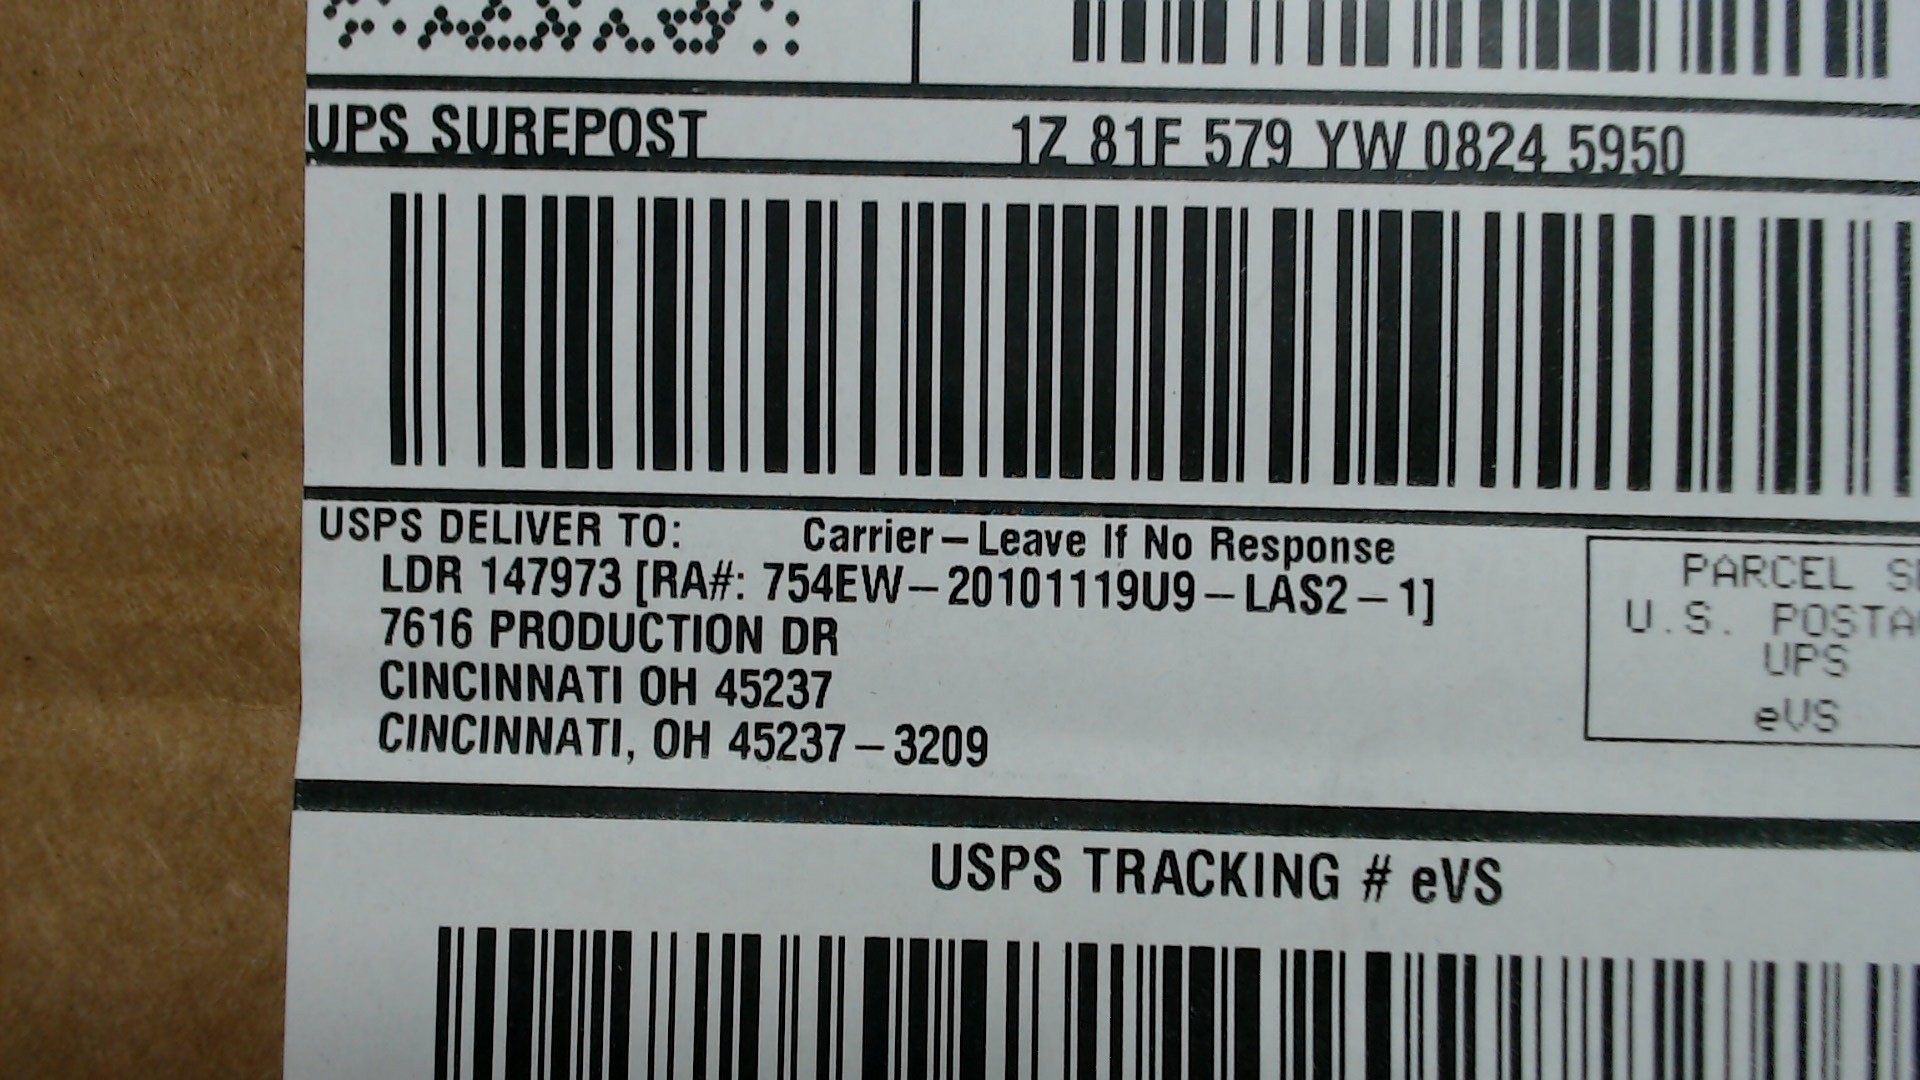 UPS SUREPOST 1Z 81F 579 YW 0824 5950
USPS DELIVER TO: Carrier–Leave If No Response
LDR 147973 [RA#: 754EW–20101119U9–LAS2–1]
7616 PRODUCTION DR
CINCINNATI OH 45237
CINCINNATI, OH 45237–3209
PARCEL
U.S.
UPS
eVS
USPS TRACKING # eVS